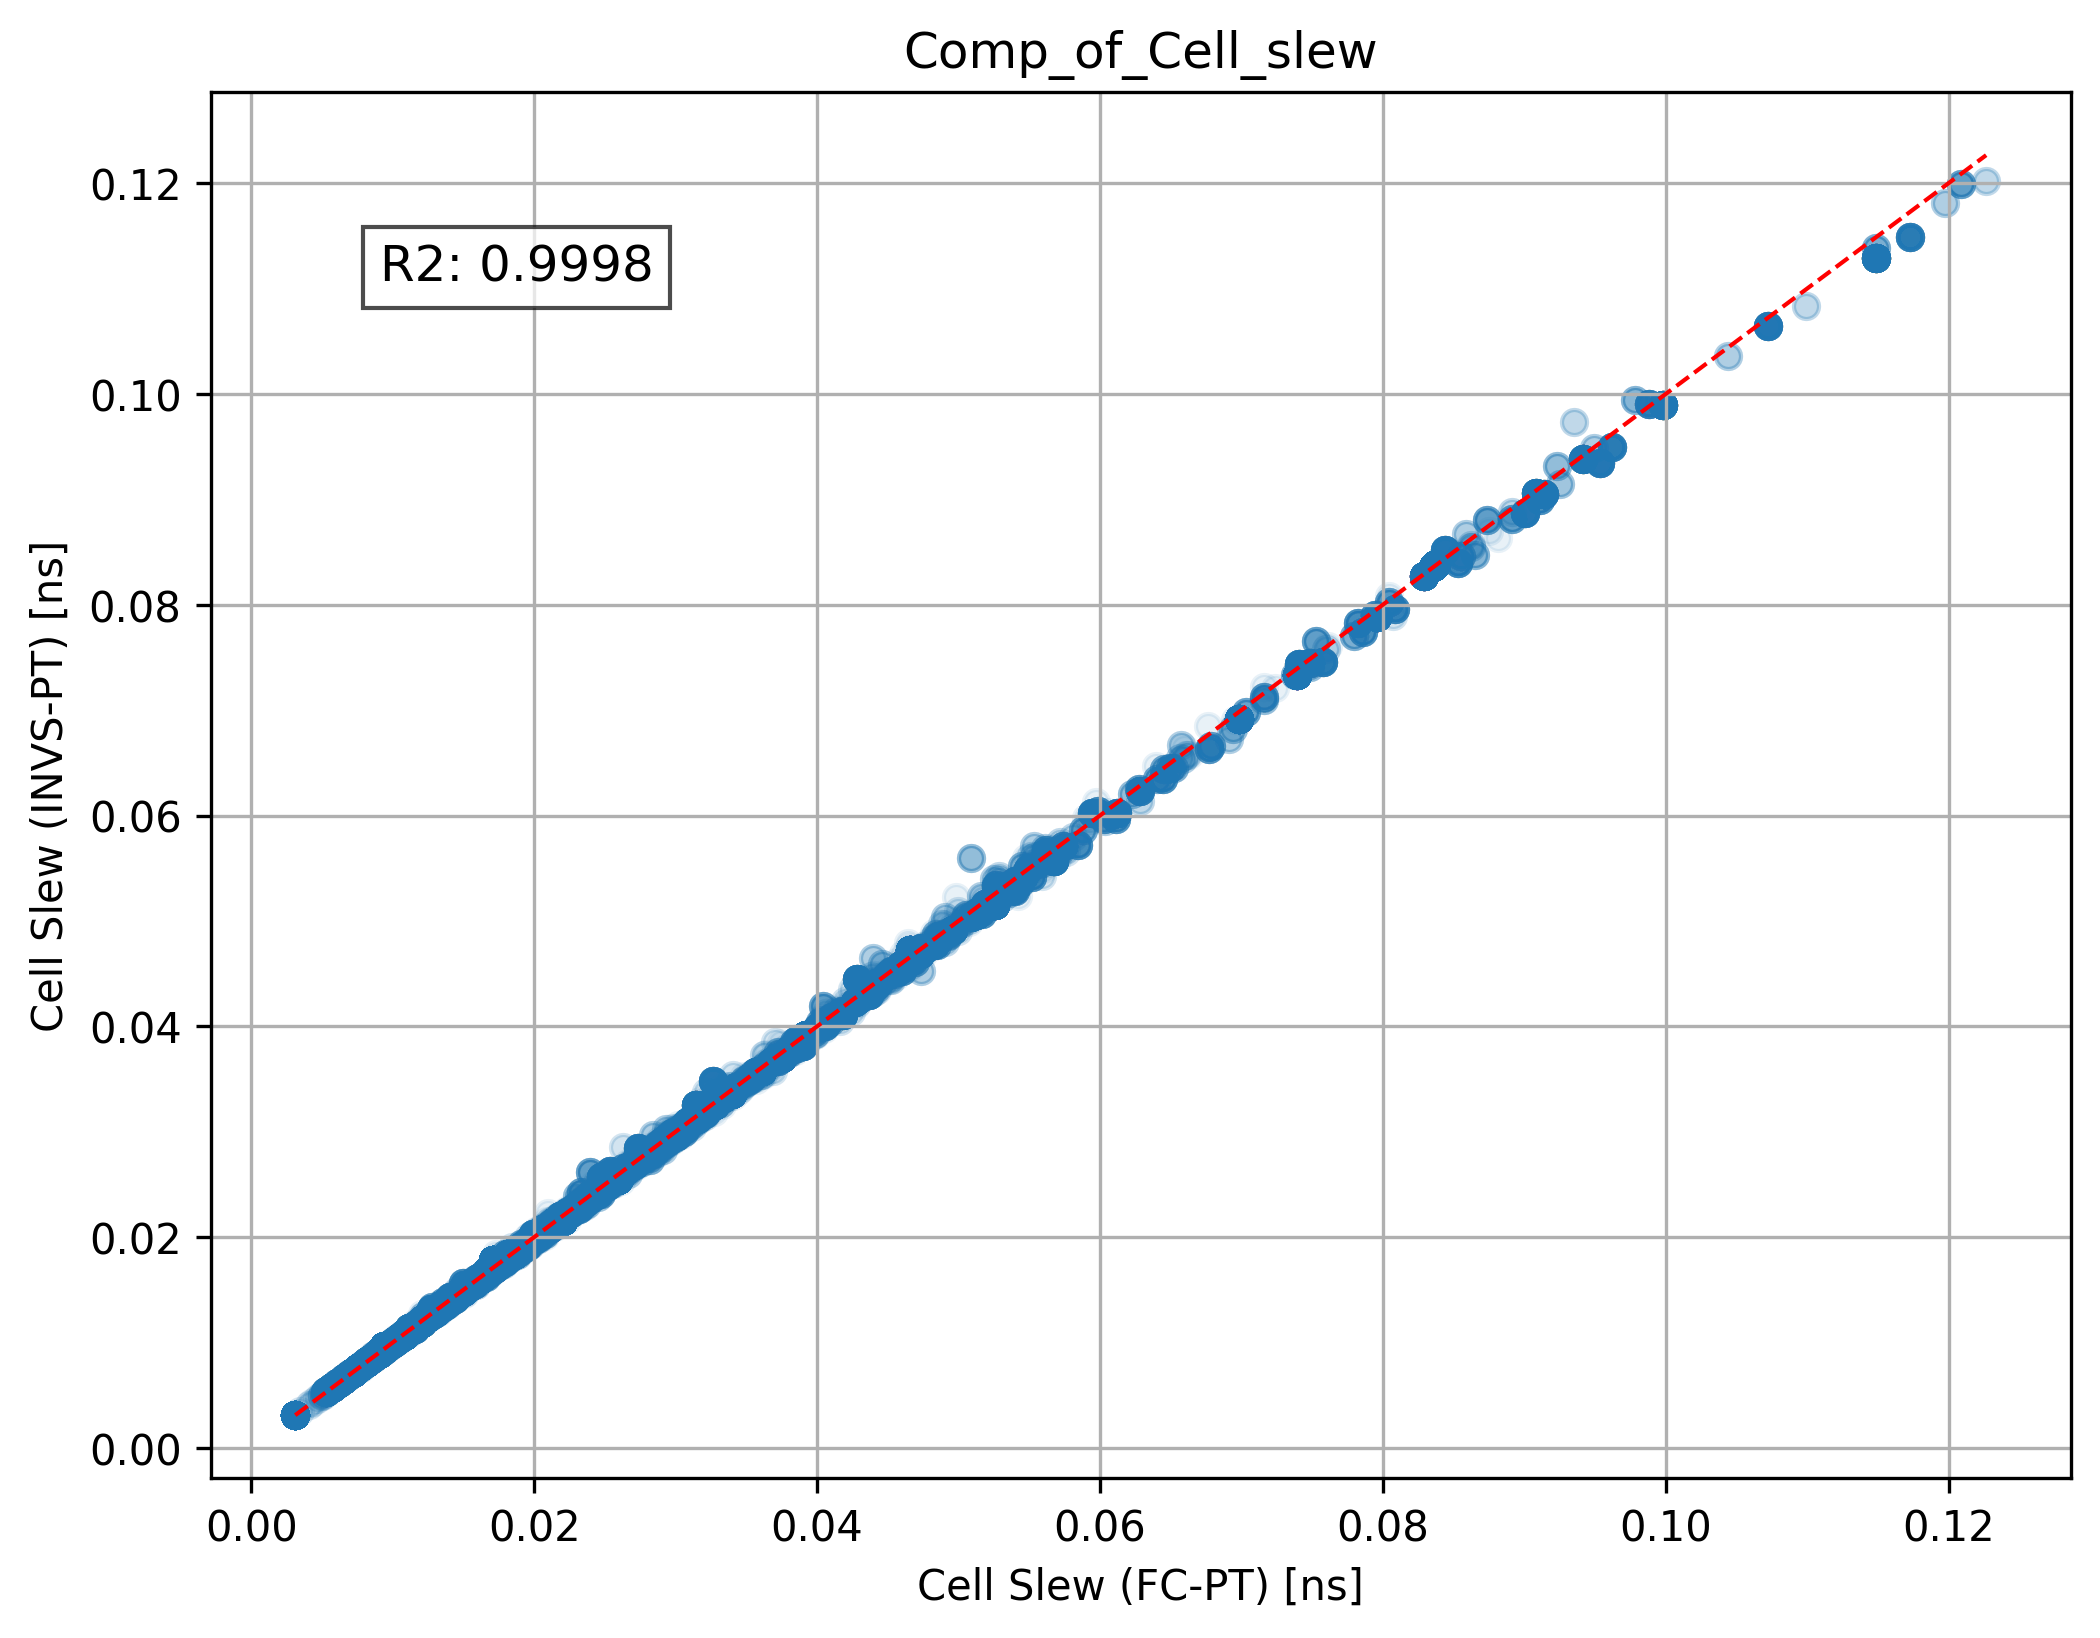 Comp_of_Cell_slew
Cell Slew (INVS-PT) [ns]
0.12
0.10
0.08
0.06
0.04
0.02
0.00
R2: 0.9998
0.00 0.02 0.04 0.06 0.08 0.10 0.12
Cell Slew (FC-PT) [ns]